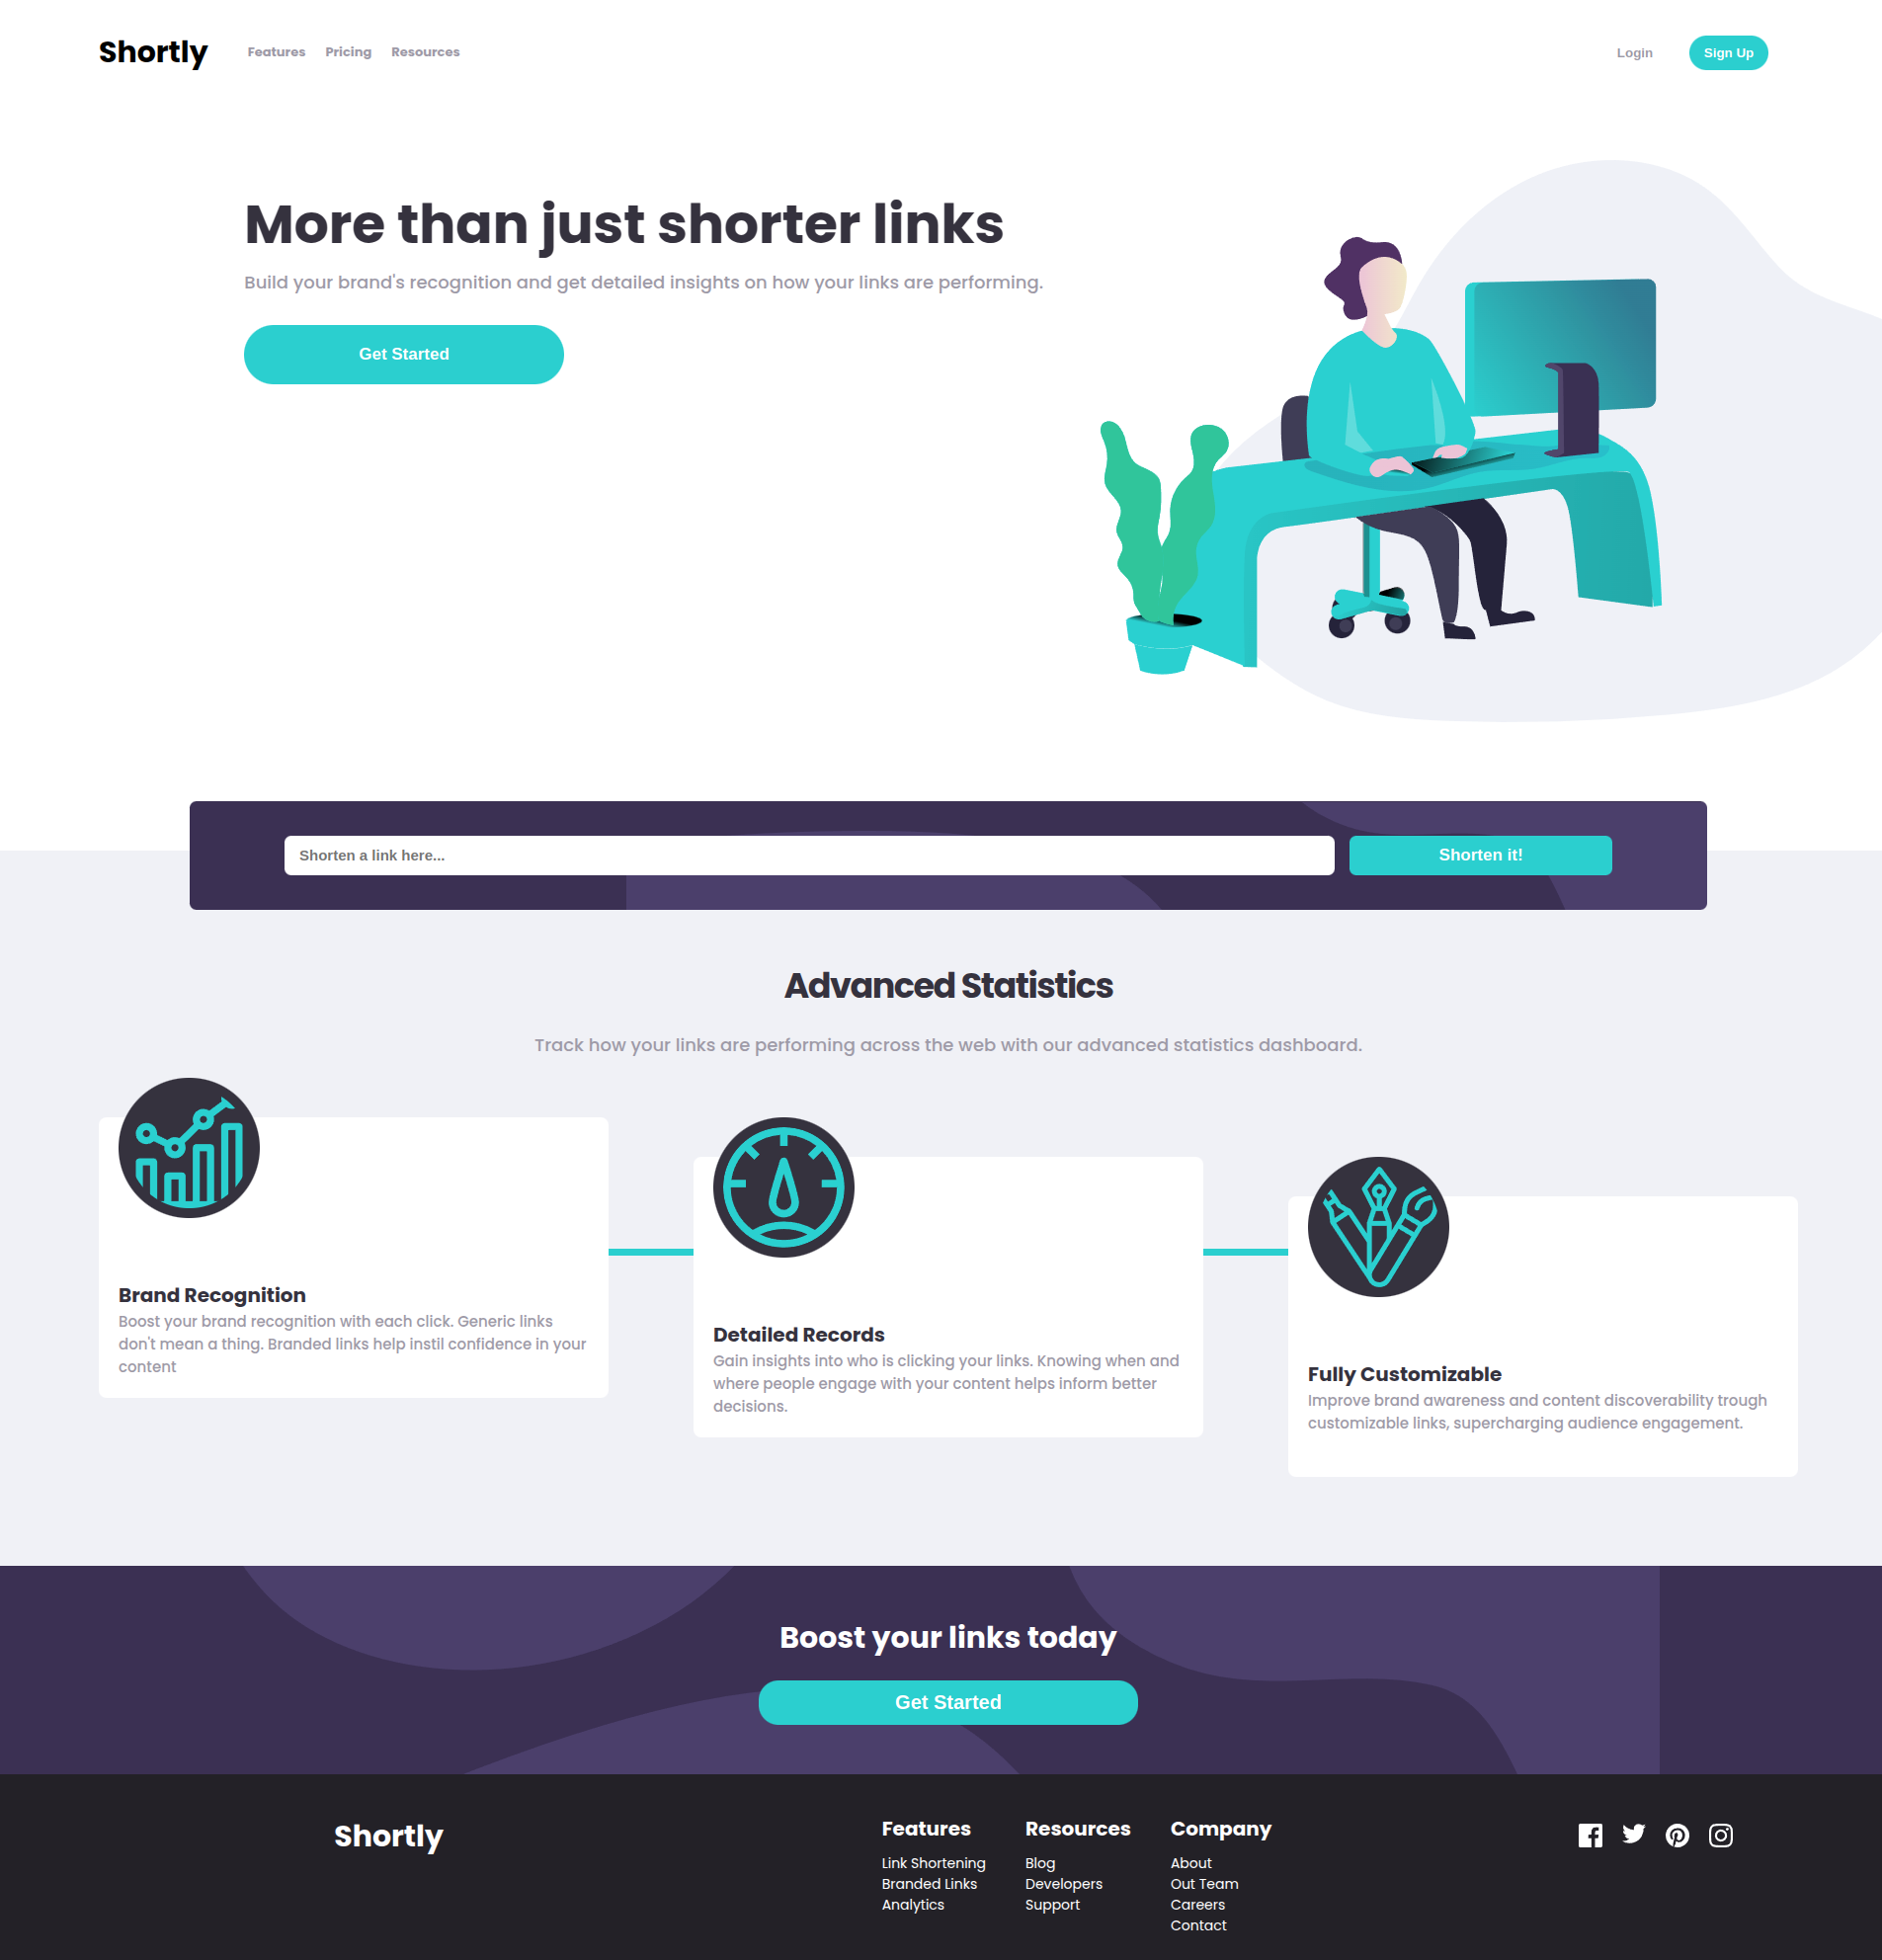 Shortly
Features
Pricing
Resources
Login
Sign Up
More than just shorter links
Build your brand's recognition and get detailed insights on how your links are performing.
Get Started
Shorten a link here...
Shorten it!
Advanced Statistics
Track how your links are performing across the web with our advanced statistics dashboard.
Brand Recognition
Boost your brand recognition with each click. Generic links
don't mean a thing. Branded links help instil confidence in your
content
Detailed Records
Gain insights into who is clicking your links. Knowing when and
where people engage with your content helps inform better
decisions.
Fully Customizable
Improve brand awareness and content discoverability trough
customizable links, supercharging audience engagement.
Boost your links today
Get Started
Shortly
Features
Link Shortening
Branded Links
Analytics
Resources
Blog
Developers
Support
Company
About
Out Team
Careers
Contact